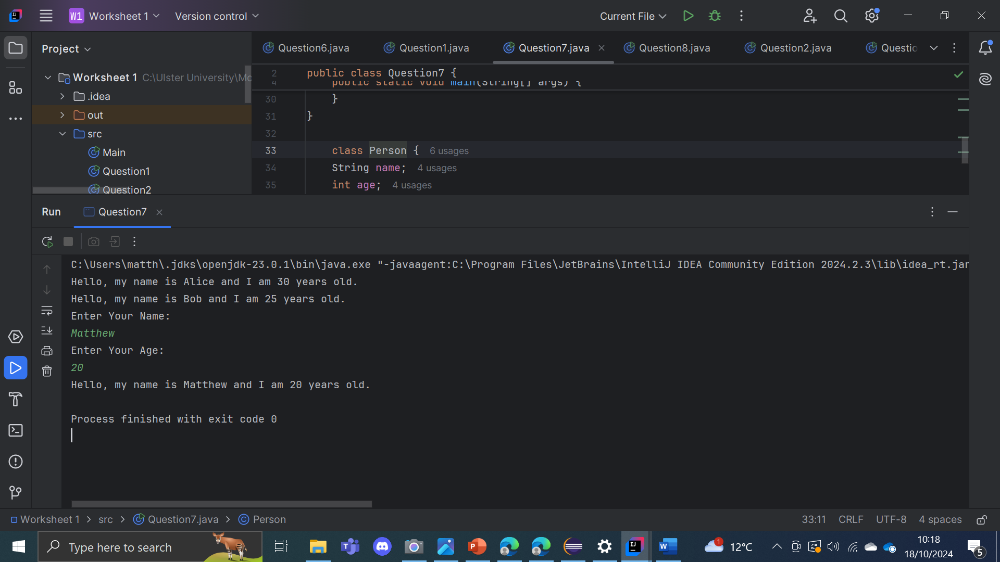 W1 Worksheet 1 Version control Current File
Project
Question6.java Question1.java Question7.java Question8.java Question2.java Questio
Worksheet 1 C:\Ulster University\Mo
.idea
out
src
Main
Question1
Question2
2 public class Question7 {
4 public static void main(String[] args) {
30 }
31 }
32
33 class Person { 6 usages
34 String name; 4 usages
35 int age; 4 usages
Run Question7
C:\Users\matth\.jdks\openjdk-23.0.1\bin\java.exe "-javaagent:C:\Program Files\JetBrains\IntelliJ IDEA Community Edition 2024.2.3\lib\idea_rt.jar
Hello, my name is Alice and I am 30 years old.
Hello, my name is Bob and I am 25 years old.
Enter Your Name:
Matthew
Enter Your Age:
20
Hello, my name is Matthew and I am 20 years old.
Process finished with exit code 0
Worksheet 1 > src > Question7.java > Person 33:11 CRLF UTF-8 4 spaces
Type here to search
1 12°C
10:18
18/10/2024
5